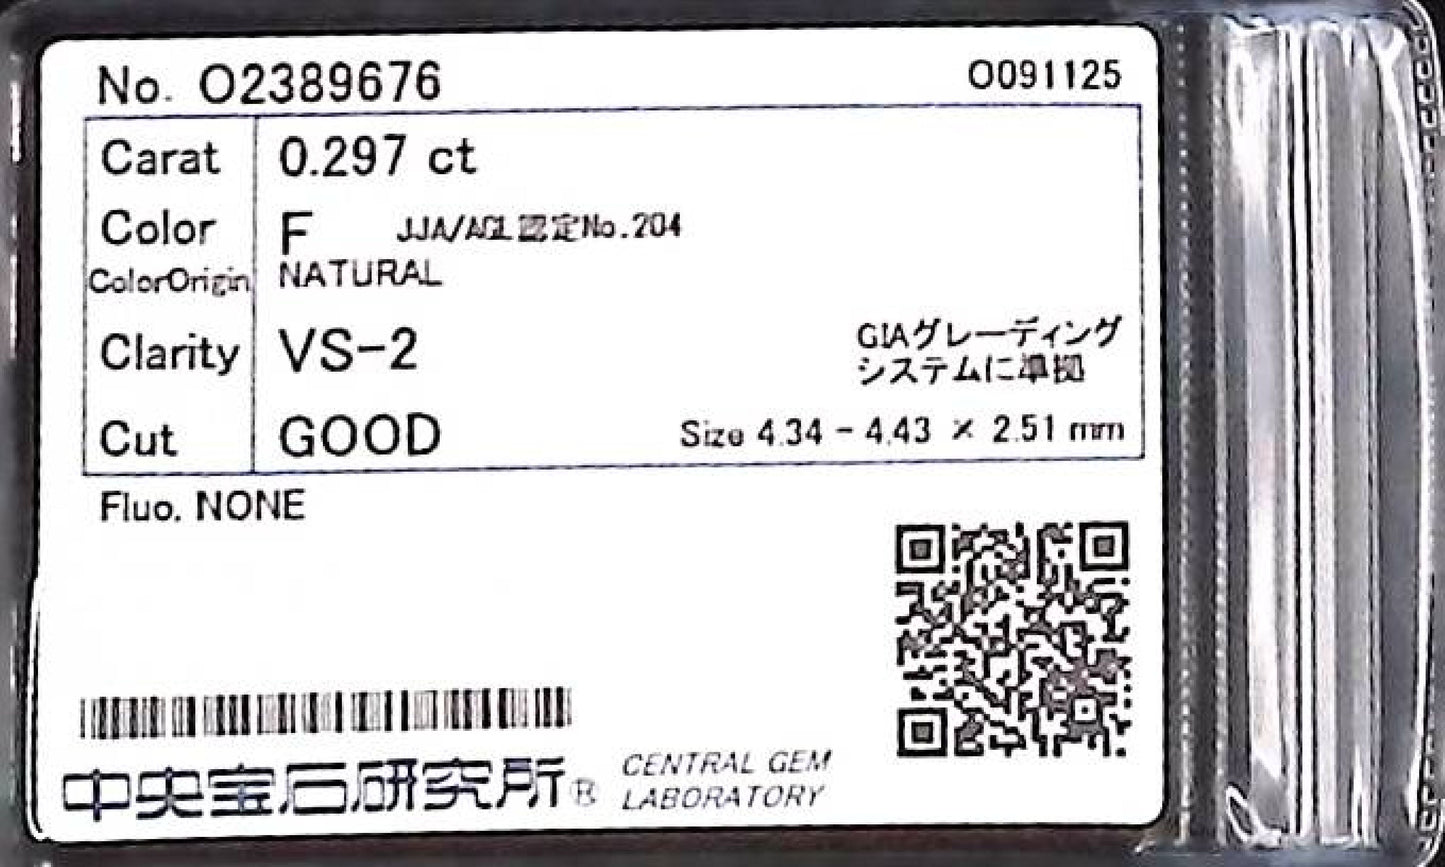 No. O2389676 O091125
Carat 0.297 ct
Color F JJA/AGL認定No.204
ColorOrigin NATURAL
Clarity VS-2
GIAグレーディング
システムに準拠
Cut GOOD Size 4.34 - 4.43 × 2.51 mm
Fluo. NONE
中央宝石研究所® CENTRAL GEM
LABORATORY